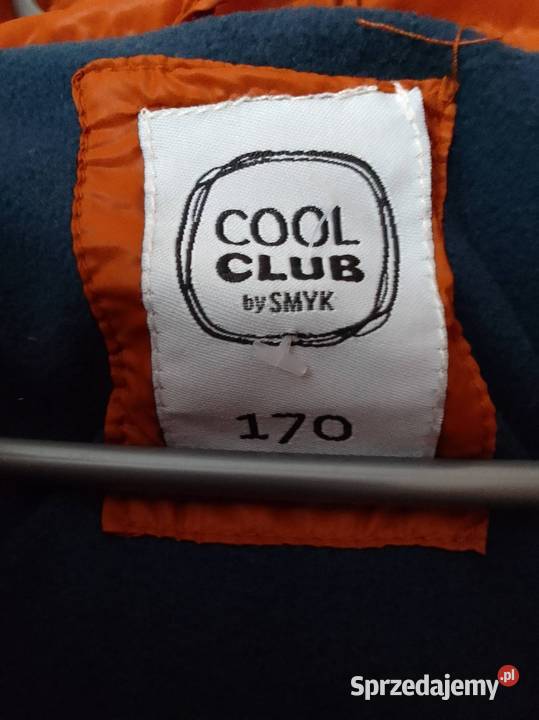 COOL
CLUB
by SMYK
170
Sprzedajemy.pl